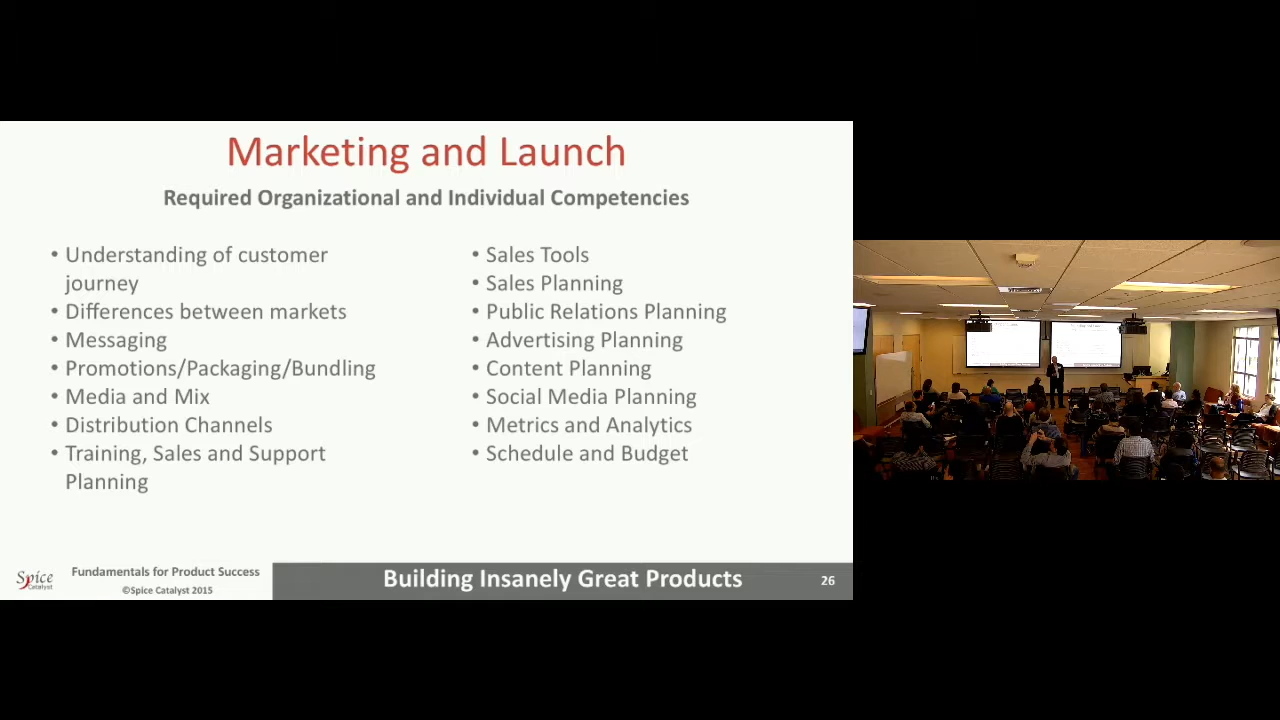 Marketing and Launch
Required Organizational and Individual Competencies
• Understanding of customer
journey
• Differences between markets
• Messaging
• Promotions/Packaging/Bundling
• Media and Mix
• Distribution Channels
• Training, Sales and Support
Planning
• Sales Tools
• Sales Planning
• Public Relations Planning
• Advertising Planning
• Content Planning
• Social Media Planning
• Metrics and Analytics
• Schedule and Budget
Spice
Catalyst
Fundamentals for Product Success
©Spice Catalyst 2015
Building Insanely Great Products
26